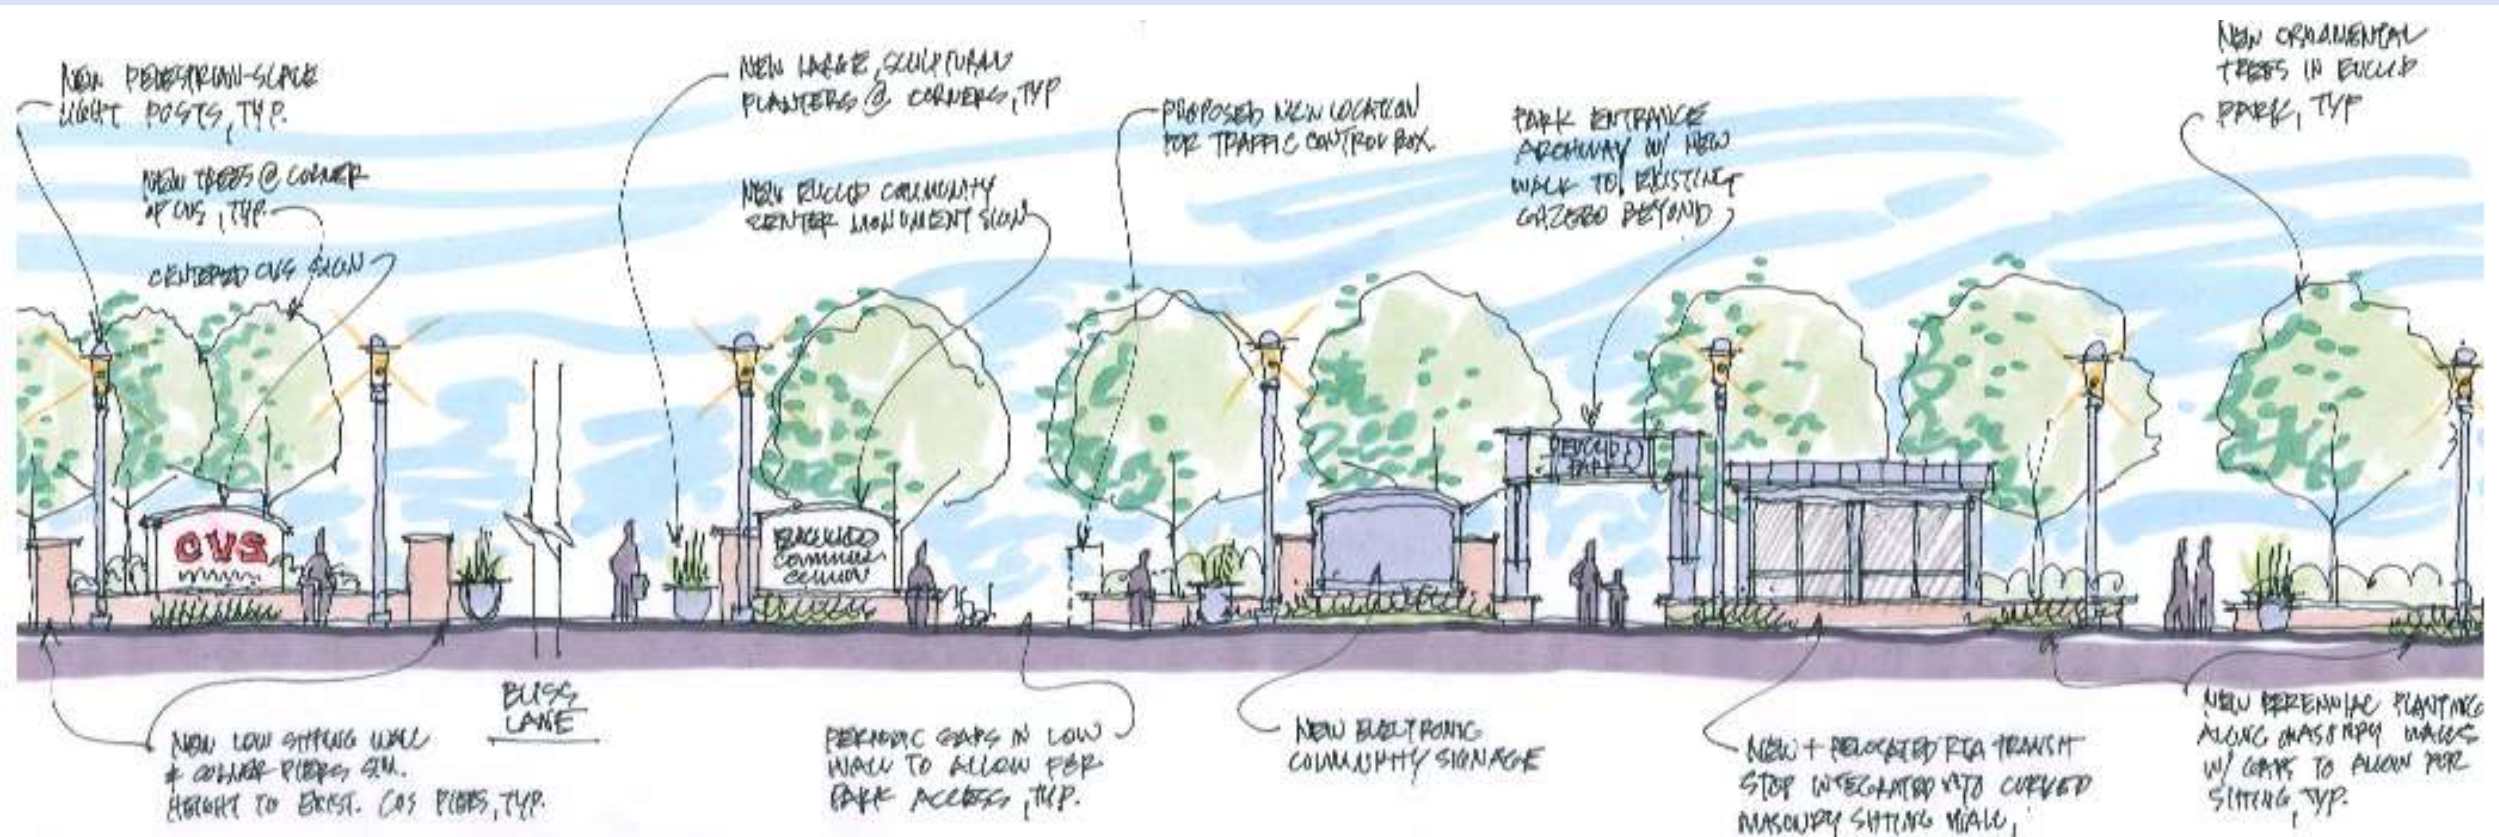 NEW PEDESTRIAN-SCALE
LIGHT POSTS, TYP.
NEW TREES @ CORNER
OF CVS, TYP.
CENTERED CVS SIGN
NEW LARGE, SCULPTURAL
PLANTERS @ CORNERS, TYP
NEW EUCLID COMMUNITY
CENTER MONUMENT SIGN
PROPOSED NEW LOCATION
FOR TRAFFIC CONTROL BOX.
PARK ENTRANCE
ARCHWAY W/ NEW
WALK TO EXISTING
GAZEBO BEYOND
NEW ORNAMENTAL
TREES IN EUCLID
PARK, TYP
CVS
COMMUNITY
CENTER
EUCLID
PARK
BLISS
LANE
NEW LOW SITTING WALL
& CORNER PIERS SIM.
HEIGHT TO EXIST. CVS PIERS, TYP.
PERIODIC GAPS IN LOW
WALL TO ALLOW FOR
PARK ACCESS, TYP.
NEW ELECTRONIC
COMMUNITY SIGNAGE
NEW + RELOCATED RTA TRANSIT
STOP INTEGRATED INTO CURVED
MASONRY SITTING WALL,
NEW PERENNIAL PLANTING
ALONG MASONRY WALLS
W/ GAPS TO ALLOW FOR
SITTING, TYP.